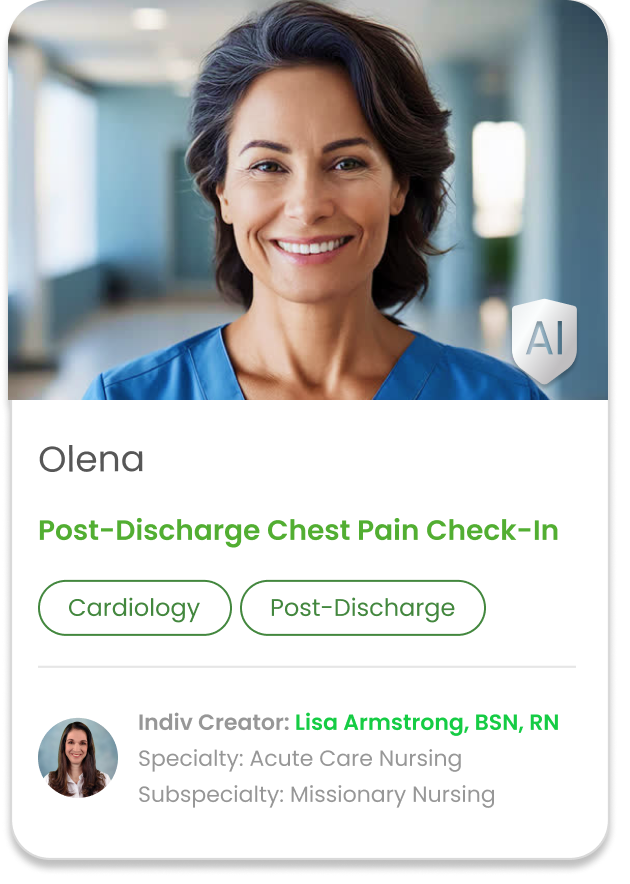 AI
Olena
Post-Discharge Chest Pain Check-In
Cardiology Post-Discharge
Indiv Creator: Lisa Armstrong, BSN, RN
Specialty: Acute Care Nursing
Subspecialty: Missionary Nursing